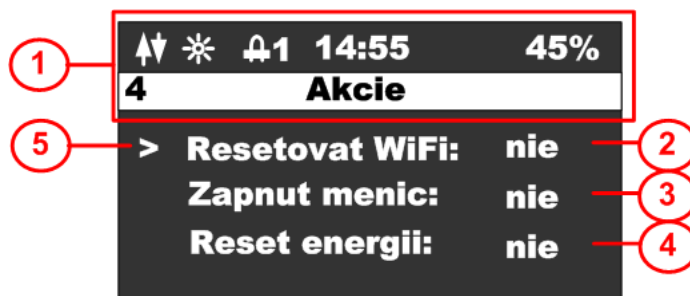 1 14:55 45%
4 Akcie
> Resetovat WiFi: nie
Zapnut menic: nie
Reset energii: nie
1
5
2
3
4